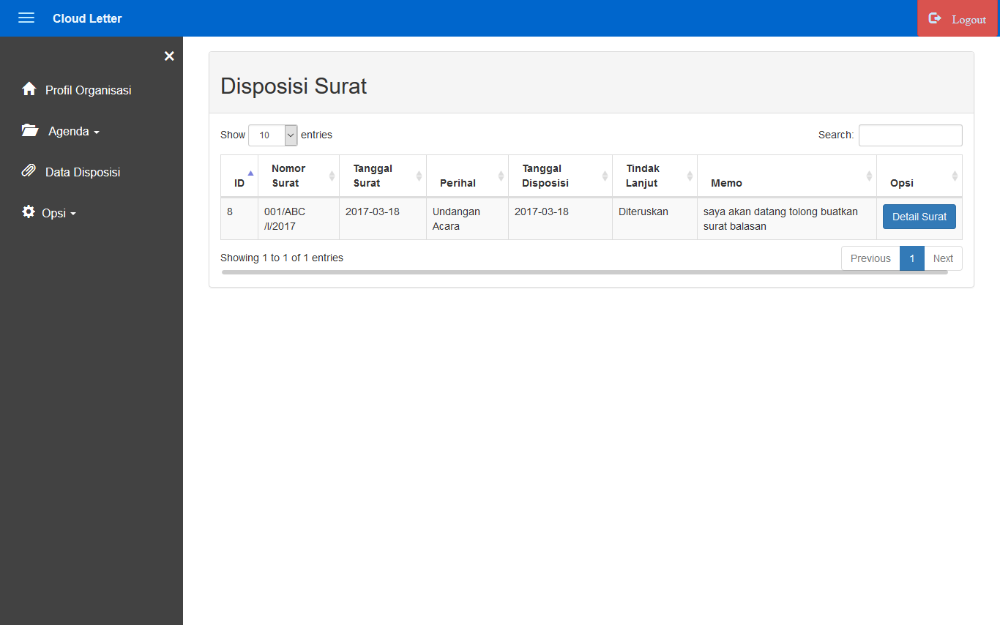 Cloud Letter
Logout
×
Profil Organisasi
Agenda
Data Disposisi
Opsi
Disposisi Surat
Show 10 entries
Search:
ID
Nomor
Surat
Tanggal
Surat
Perihal
Tanggal
Disposisi
Tindak
Lanjut
Memo
Opsi
8
001/ABC
/I/2017
2017-03-18
Undangan
Acara
2017-03-18
Diteruskan
saya akan datang tolong buatkan
surat balasan
Detail Surat
Showing 1 to 1 of 1 entries
Previous 1 Next